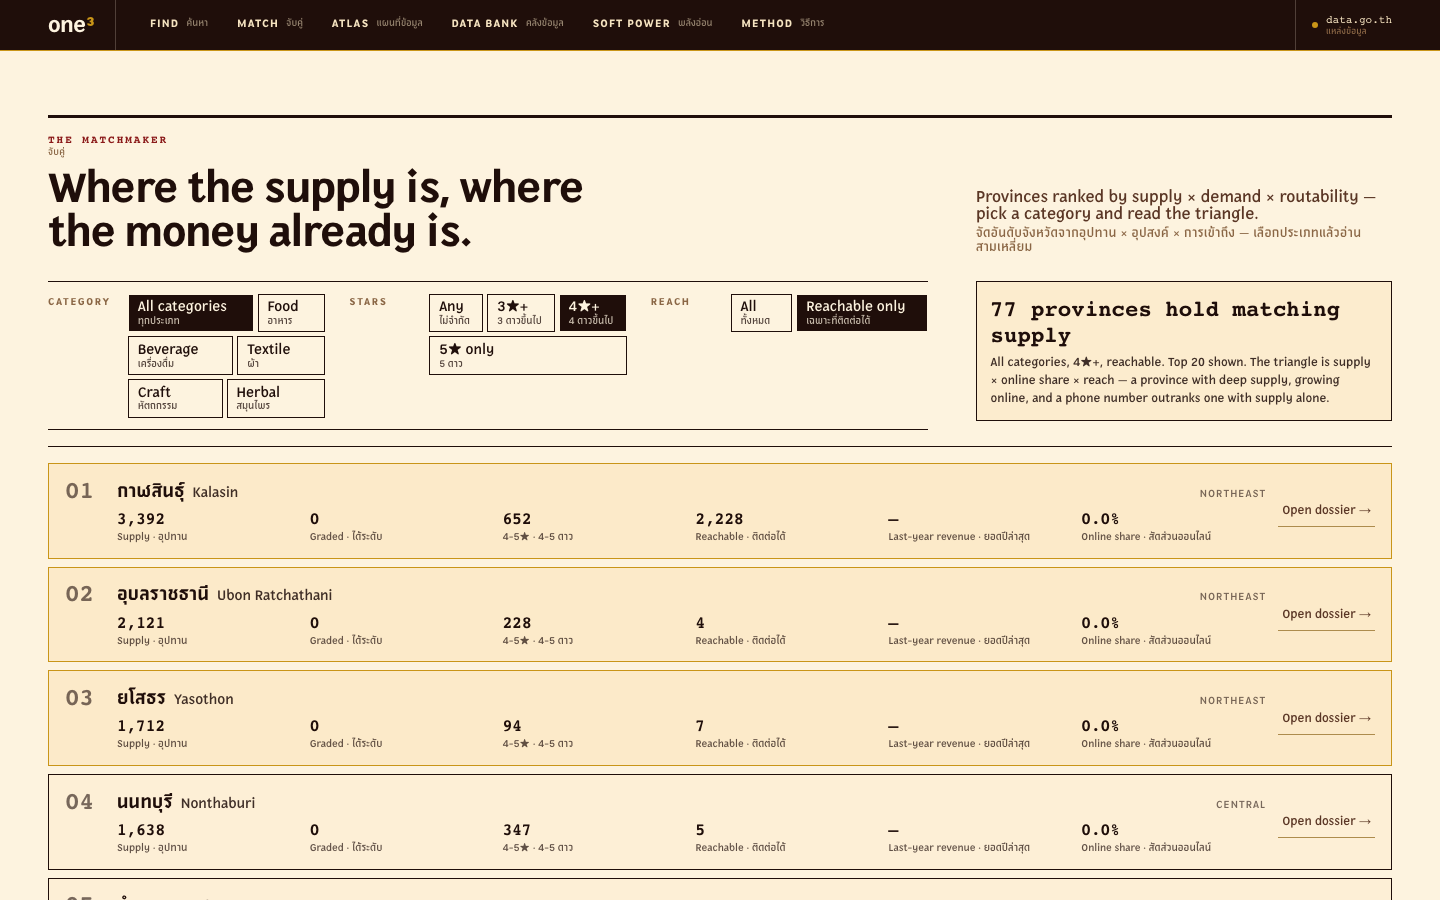 one³
FIND ค้นหา
MATCH จับคู่
ATLAS แผนที่ข้อมูล
DATA BANK คลังข้อมูล
SOFT POWER พลังอ่อน
METHOD วิธีการ
data.go.th
แหล่งข้อมูล
THE MATCHMAKER
จับคู่
Where the supply is, where
the money already is.
Provinces ranked by supply × demand × routability —
pick a category and read the triangle.
จัดอันดับจังหวัดจากอุปทาน × อุปสงค์ × การเข้าถึง — เลือกประเภทแล้วอ่าน
สามเหลี่ยม
CATEGORY
All categories
ทุกประเภท
Food
อาหาร
Beverage
เครื่องดื่ม
Textile
ผ้า
Craft
หัตถกรรม
Herbal
สมุนไพร
STARS
Any
ไม่จำกัด
3★+
3 ดาวขึ้นไป
4★+
4 ดาวขึ้นไป
5★ only
5 ดาว
REACH
All
ทั้งหมด
Reachable only
เฉพาะที่ติดต่อได้
77 provinces hold matching
supply
All categories, 4★+, reachable. Top 20 shown. The triangle is supply
× online share × reach — a province with deep supply, growing
online, and a phone number outranks one with supply alone.
01 กาฬสินธุ์ Kalasin NORTHEAST
Open dossier →
3,392 0 652 2,228 — 0.0%
Supply · อุปทาน Graded · ได้ระดับ 4–5★ · 4–5 ดาว Reachable · ติดต่อได้ Last-year revenue · ยอดปีล่าสุด Online share · สัดส่วนออนไลน์
02 อุบลราชธานี Ubon Ratchathani NORTHEAST
Open dossier →
2,121 0 228 4 — 0.0%
Supply · อุปทาน Graded · ได้ระดับ 4–5★ · 4–5 ดาว Reachable · ติดต่อได้ Last-year revenue · ยอดปีล่าสุด Online share · สัดส่วนออนไลน์
03 ยโสธร Yasothon NORTHEAST
Open dossier →
1,712 0 94 7 — 0.0%
Supply · อุปทาน Graded · ได้ระดับ 4–5★ · 4–5 ดาว Reachable · ติดต่อได้ Last-year revenue · ยอดปีล่าสุด Online share · สัดส่วนออนไลน์
04 นนทบุรี Nonthaburi CENTRAL
Open dossier →
1,638 0 347 5 — 0.0%
Supply · อุปทาน Graded · ได้ระดับ 4–5★ · 4–5 ดาว Reachable · ติดต่อได้ Last-year revenue · ยอดปีล่าสุด Online share · สัดส่วนออนไลน์